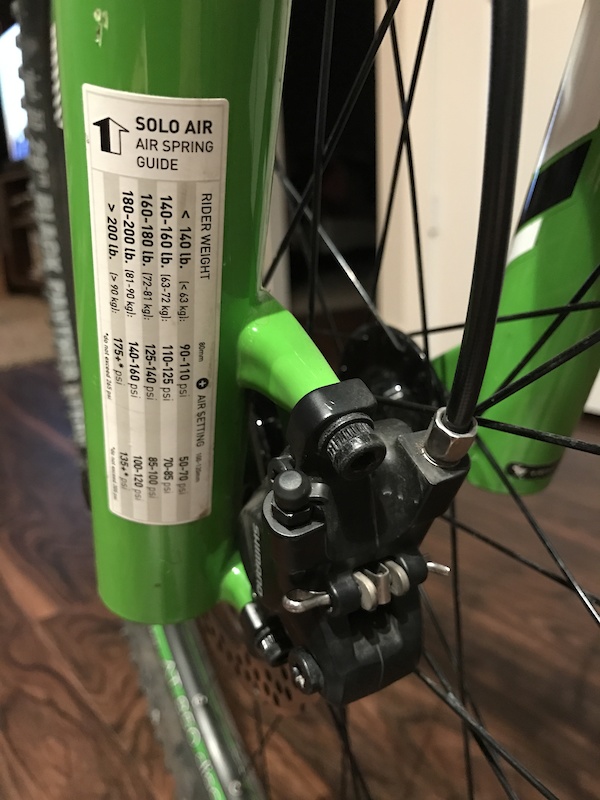 SOLO AIR
AIR SPRING
GUIDE
RIDER WEIGHT 80mm AIR SETTING
< 140 lb. (< 63 kg): 90-110 psi 50-70 psi
140-160 lb. (63-72 kg): 110-125 psi 70-85 psi
160-180 lb. (72-81 kg): 125-140 psi 85-100 psi
180-200 lb. (81-90 kg): 140-160 psi 100-120 psi
> 200 lb. (> 90 kg): 175+* psi 135+* psi
SHIMANO